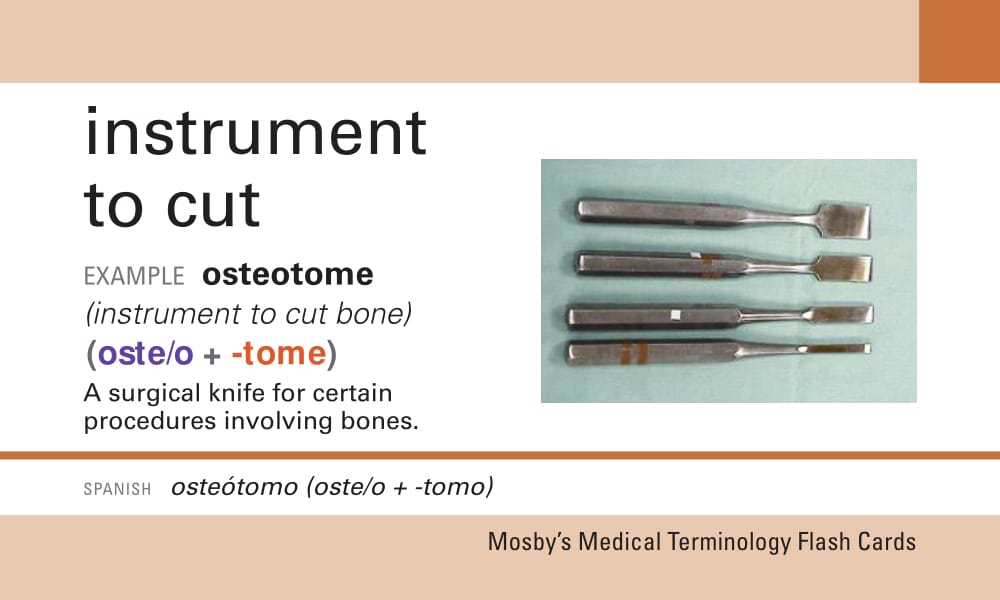 instrument
to cut
EXAMPLE osteotome
(instrument to cut bone)
(oste/o + -tome)
A surgical knife for certain
procedures involving bones.
SPANISH osteótomo (oste/o + -tomo)
Mosby’s Medical Terminology Flash Cards